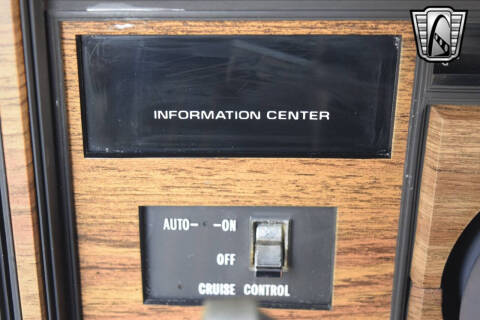 INFORMATION CENTER
AUTO- -ON
OFF
CRUISE CONTROL